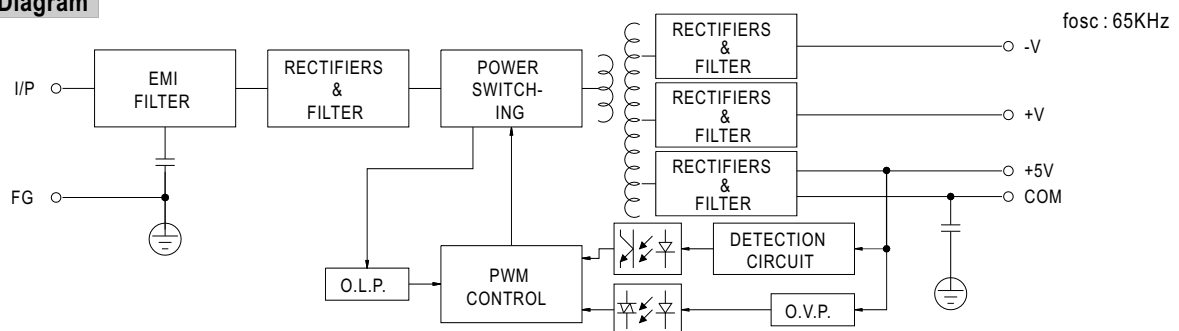 Diagram
fosc : 65KHz
I/P
EMI
FILTER
RECTIFIERS
&
FILTER
POWER
SWITCH-
ING
RECTIFIERS
&
FILTER
-V
RECTIFIERS
&
FILTER
+V
RECTIFIERS
&
FILTER
+5V
COM
FG
O.L.P.
PWM
CONTROL
DETECTION
CIRCUIT
O.V.P.